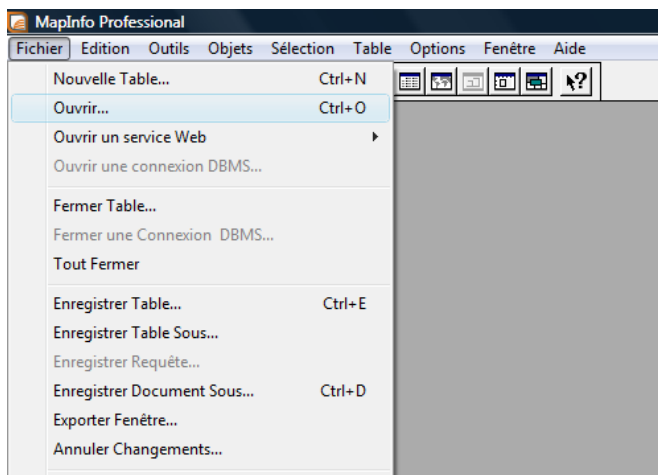 MapInfo Professional
Fichier Edition Outils Objets Sélection Table Options Fenêtre Aide
Nouvelle Table... Ctrl+N
Ouvrir... Ctrl+O
Ouvrir un service Web
Ouvrir une connexion DBMS...
Fermer Table...
Fermer une Connexion DBMS...
Tout Fermer
Enregistrer Table... Ctrl+E
Enregistrer Table Sous...
Enregistrer Requête...
Enregistrer Document Sous... Ctrl+D
Exporter Fenêtre...
Annuler Changements...